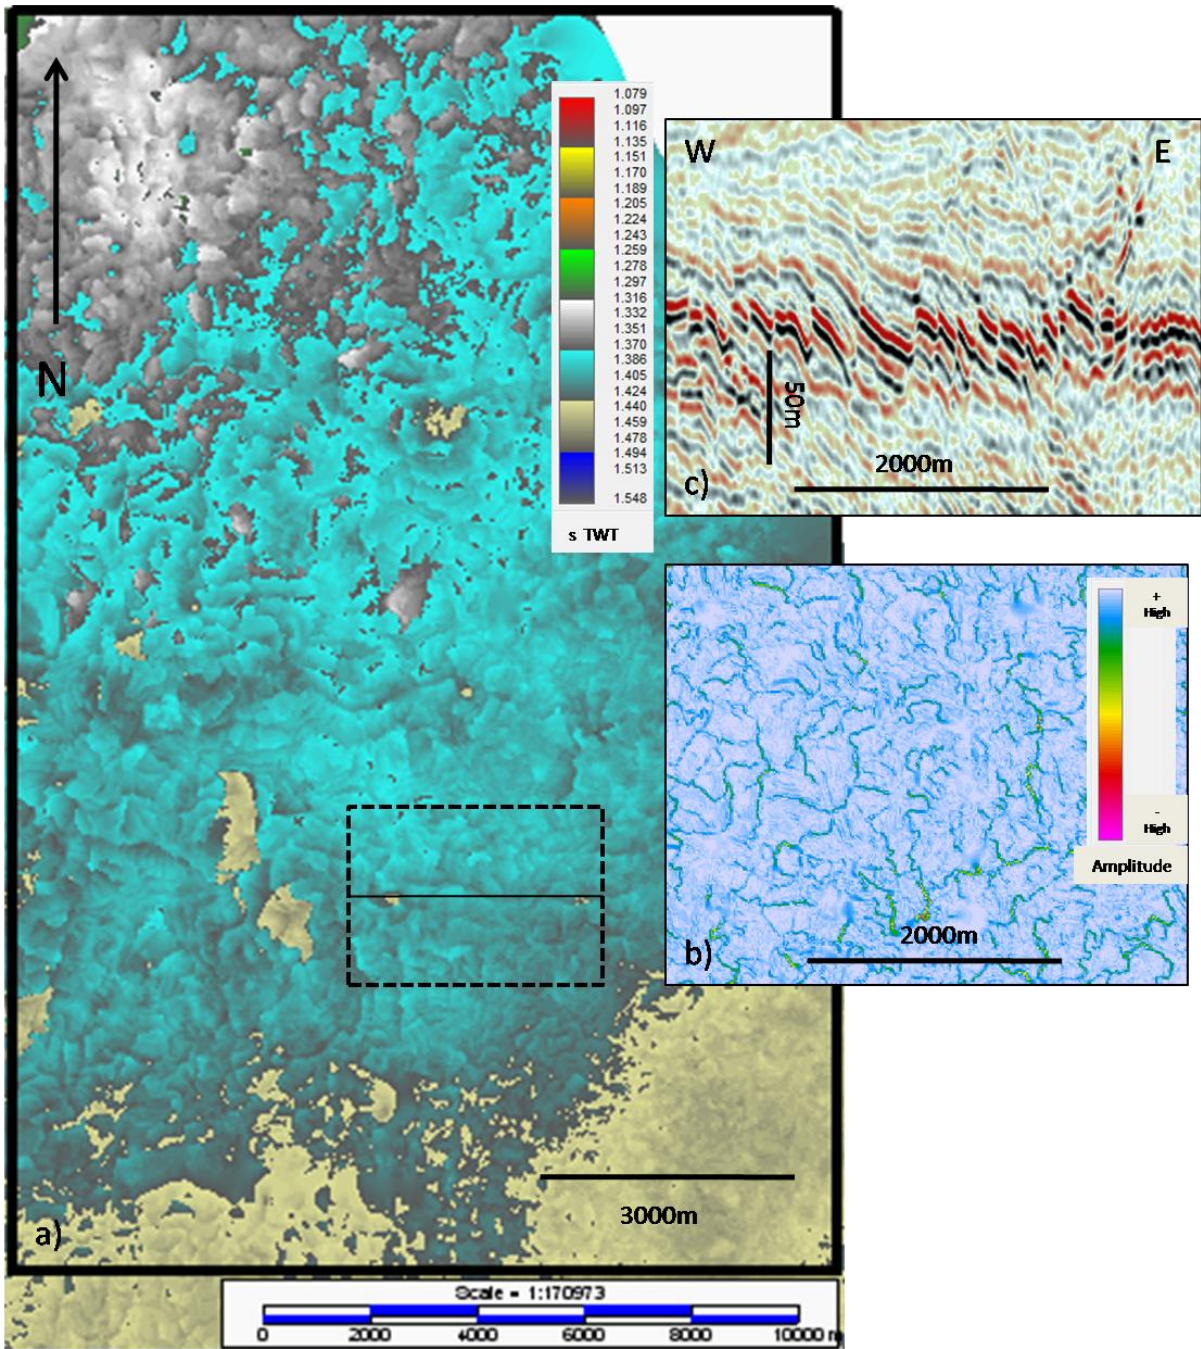 N
1.079
1.097
1.116
1.135
1.151
1.170
1.189
1.205
1.224
1.243
1.259
1.278
1.297
1.316
1.332
1.351
1.370
1.386
1.405
1.424
1.440
1.459
1.478
1.494
1.513
1.548
s TWT
W
E
50m
2000m
c)
+
High
-
High
Amplitude
2000m
b)
3000m
a)
Scale = 1:170973
0 2000 4000 6000 8000 10000 m